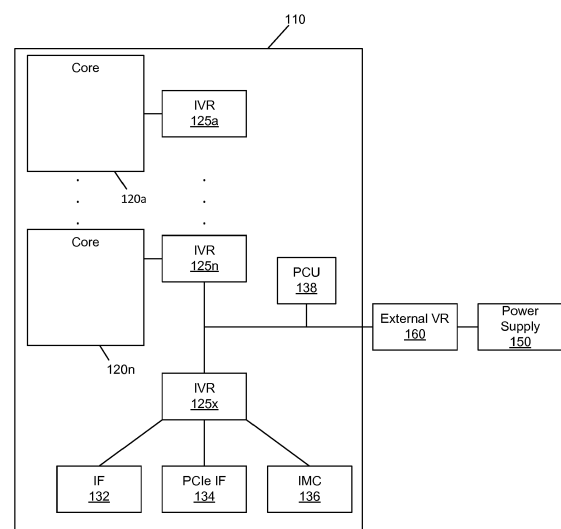 110
Core
IVR
125a
120a
Core
IVR
125n
PCU
138
External VR
160
Power
Supply
150
120n
IVR
125x
IF
132
PCIe IF
134
IMC
136